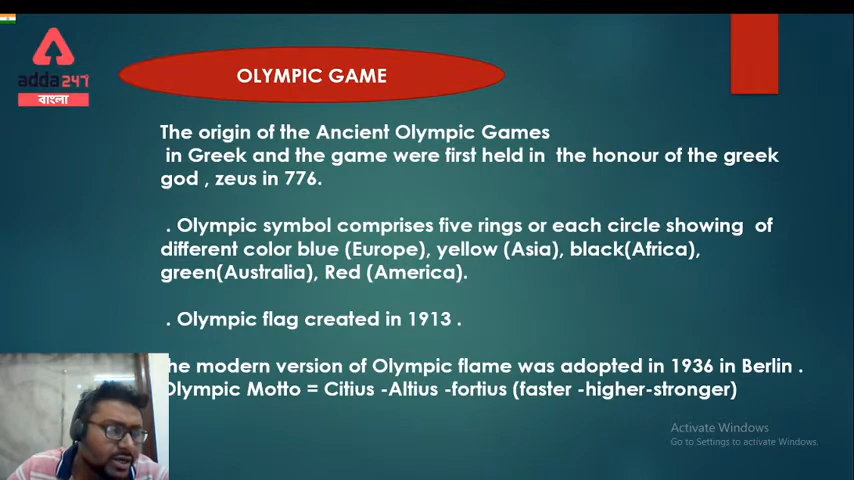 adda247
বাংলা
OLYMPIC GAME
The origin of the Ancient Olympic Games
in Greek and the game were first held in the honour of the greek
god , zeus in 776.
. Olympic symbol comprises five rings or each circle showing of
different color blue (Europe), yellow (Asia), black(Africa),
green(Australia), Red (America).
. Olympic flag created in 1913 .
he modern version of Olympic flame was adopted in 1936 in Berlin .
Olympic Motto = Citius -Altius -fortius (faster -higher-stronger)
Activate Windows
Go to Settings to activate Windows.